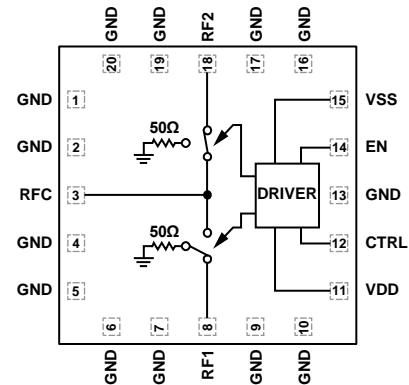 GND
GND
RF2
GND
GND
20
19
18
17
16
GND
1
15
VSS
50Ω
GND
2
14
EN
RFC
3
DRIVER
13
GND
GND
4
50Ω
12
CTRL
GND
5
11
VDD
6
7
8
9
10
GND
GND
RF1
GND
GND